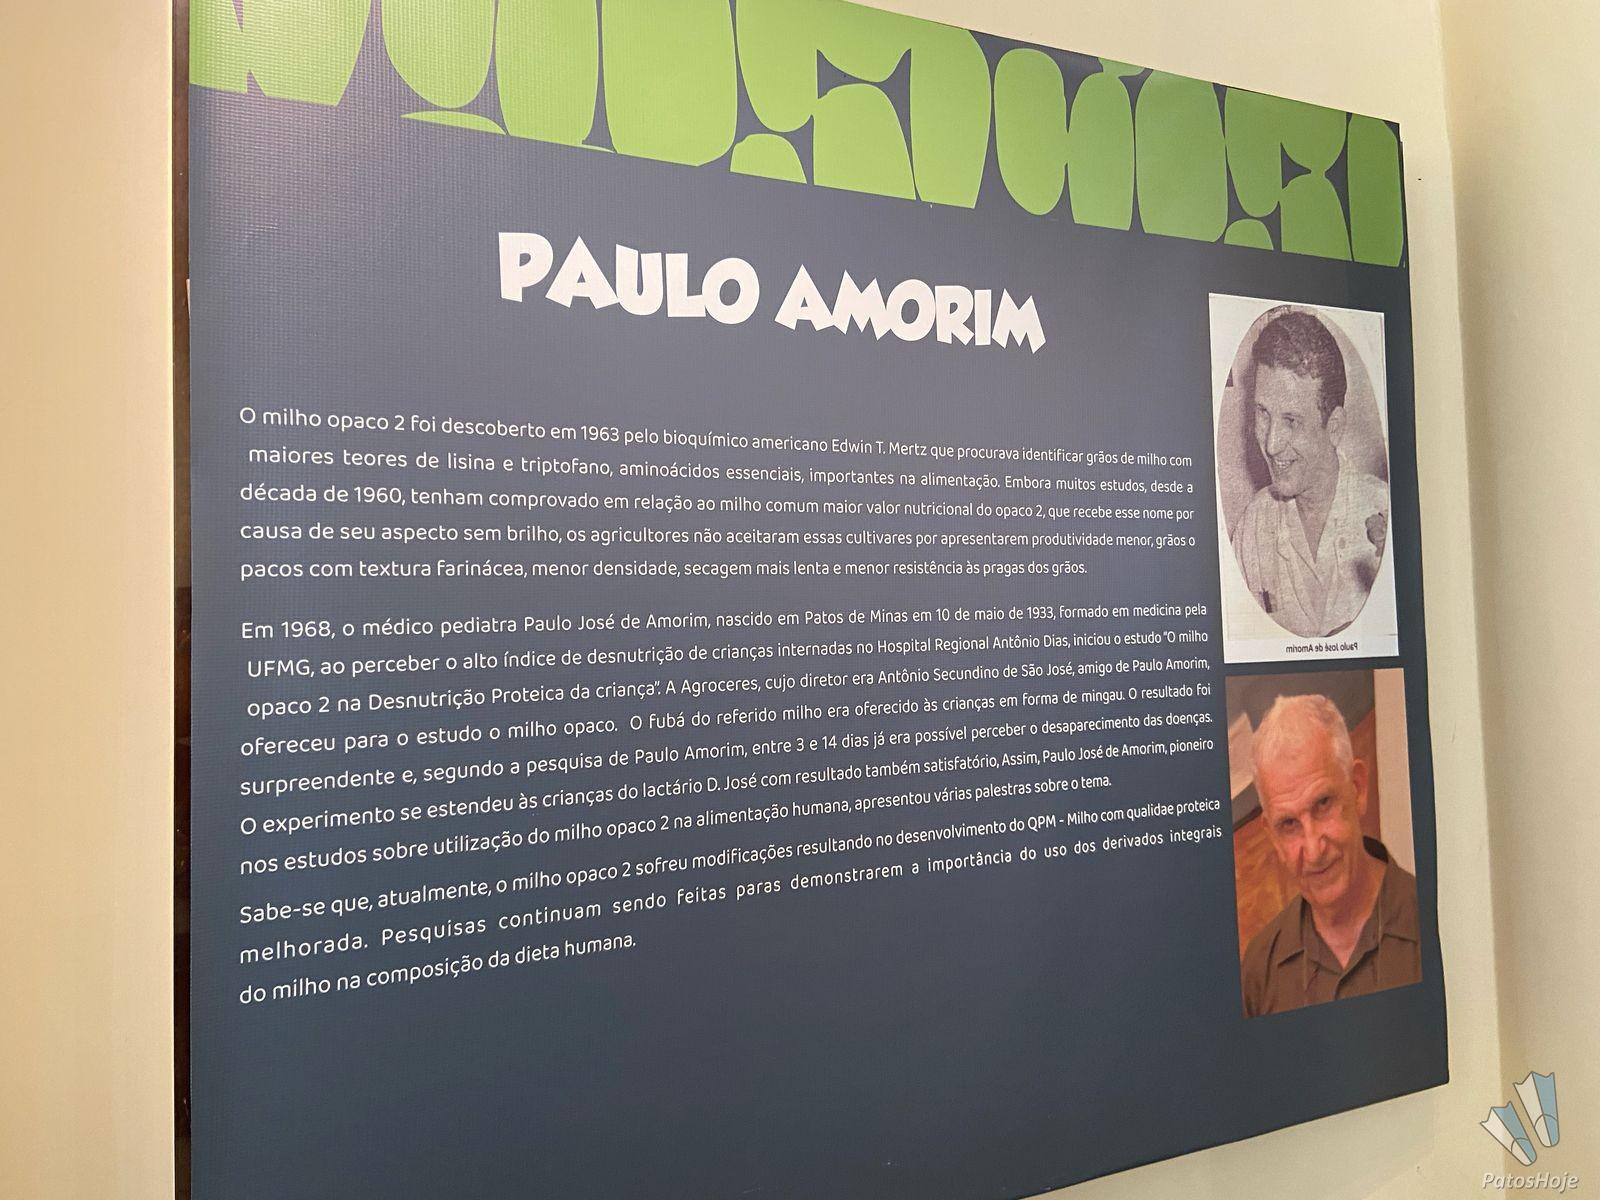 PAULO AMORIM
O milho opaco 2 foi descoberto em 1963 pelo bioquímico americano Edwin T. Mertz que procurava identificar grãos de milho com
maiores teores de lisina e triptofano, aminoácidos essenciais, importantes na alimentação. Embora muitos estudos, desde a
década de 1960, tenham comprovado em relação ao milho comum maior valor nutricional do opaco 2, que recebe esse nome por
causa de seu aspecto sem brilho, os agricultores não aceitaram essas cultivares por apresentarem produtividade menor, grãos o
pacos com textura farinácea, menor densidade, secagem mais lenta e menor resistência às pragas dos grãos.
Em 1968, o médico pediatra Paulo José de Amorim, nascido em Patos de Minas em 10 de maio de 1933, formado em medicina pela
UFMG, ao perceber o alto índice de desnutrição de crianças internadas no Hospital Regional Antônio Dias, iniciou o estudo "O milho
opaco 2 na Desnutrição Proteica da criança". A Agroceres, cujo diretor era Antônio Secundino de São José, amigo de Paulo Amorim,
ofereceu para o estudo o milho opaco. O fubá do referido milho era oferecido às crianças em forma de mingau. O resultado foi
surpreendente e, segundo a pesquisa de Paulo Amorim, entre 3 e 14 dias já era possível perceber o desaparecimento das doenças.
O experimento se estendeu às crianças do lactário D. José com resultado também satisfatório, Assim, Paulo José de Amorim, pioneiro
nos estudos sobre utilização do milho opaco 2 na alimentação humana, apresentou várias palestras sobre o tema.
Sabe-se que, atualmente, o milho opaco 2 sofreu modificações resultando no desenvolvimento do QPM - Milho com qualidae proteica
melhorada. Pesquisas continuam sendo feitas paras demonstrarem a importância do uso dos derivados integrais
do milho na composição da dieta humana.
Paulo José de Amorim
PatosHoje